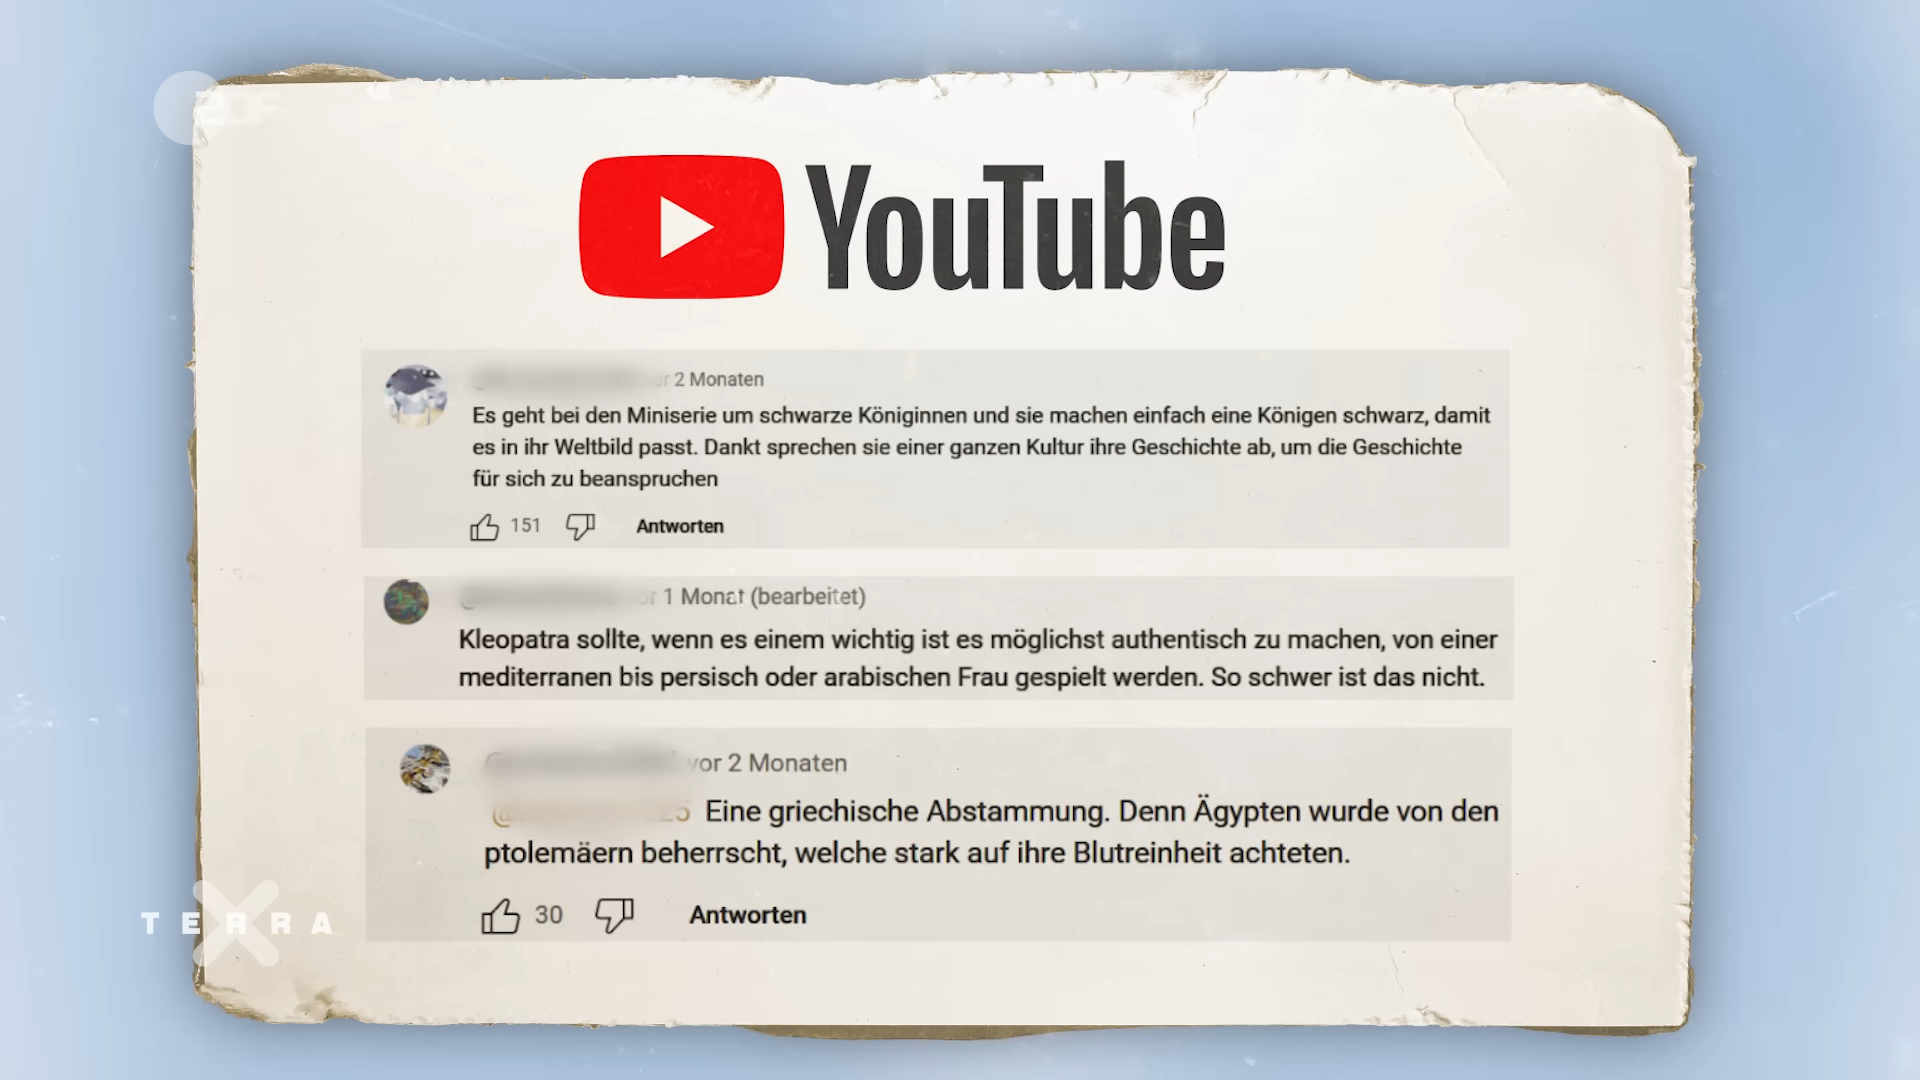 ZDF
YouTube
vor 2 Monaten
Es geht bei den Miniserie um schwarze Königinnen und sie machen einfach eine Königen schwarz, damit
es in ihr Weltbild passt. Dankt sprechen sie einer ganzen Kultur ihre Geschichte ab, um die Geschichte
für sich zu beanspruchen
151 Antworten
vor 1 Monat (bearbeitet)
Kleopatra sollte, wenn es einem wichtig ist es möglichst authentisch zu machen, von einer
mediterranen bis persisch oder arabischen Frau gespielt werden. So schwer ist das nicht.
vor 2 Monaten
Eine griechische Abstammung. Denn Ägypten wurde von den
ptolemäern beherrscht, welche stark auf ihre Blutreinheit achteten.
30 Antworten
TERRA X